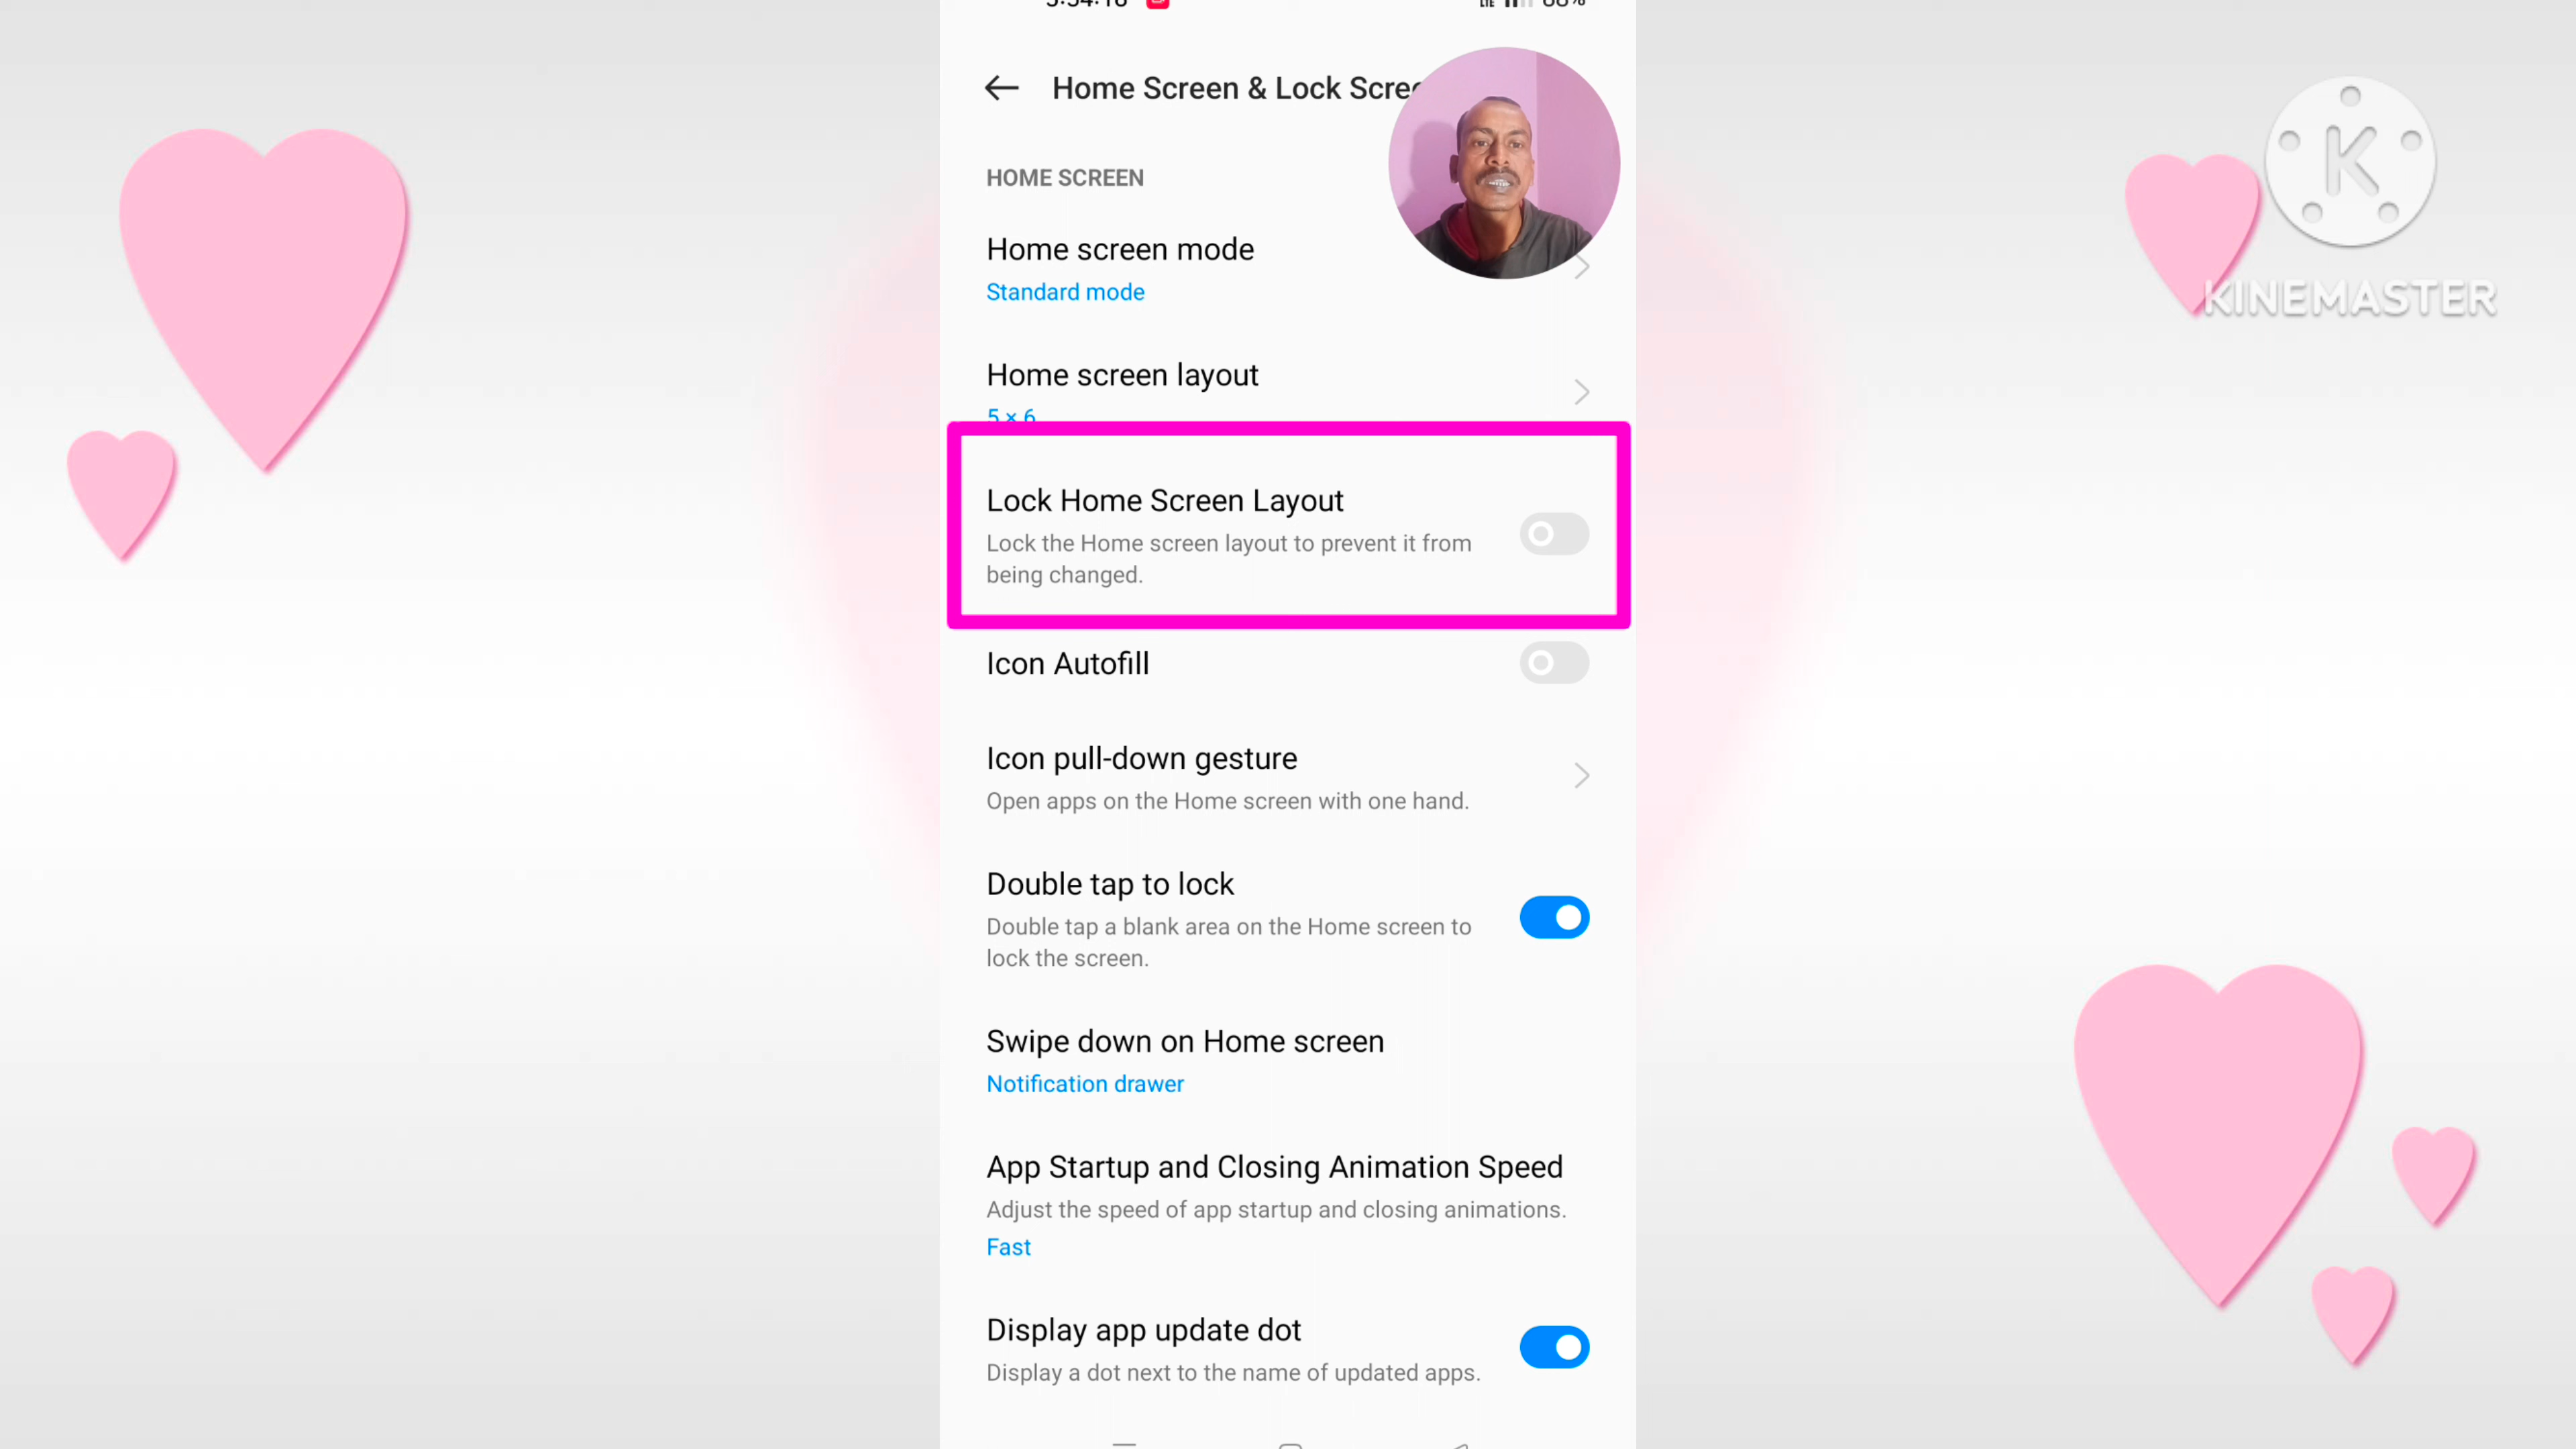 Home Screen & Lock Scree
HOME SCREEN
Home screen mode
Standard mode
Home screen layout
5 × 6
Lock Home Screen Layout
Lock the Home screen layout to prevent it from
being changed.
Icon Autofill
Icon pull-down gesture
Open apps on the Home screen with one hand.
Double tap to lock
Double tap a blank area on the Home screen to
lock the screen.
Swipe down on Home screen
Notification drawer
App Startup and Closing Animation Speed
Adjust the speed of app startup and closing animations.
Fast
Display app update dot
Display a dot next to the name of updated apps.
K
KINEMASTER